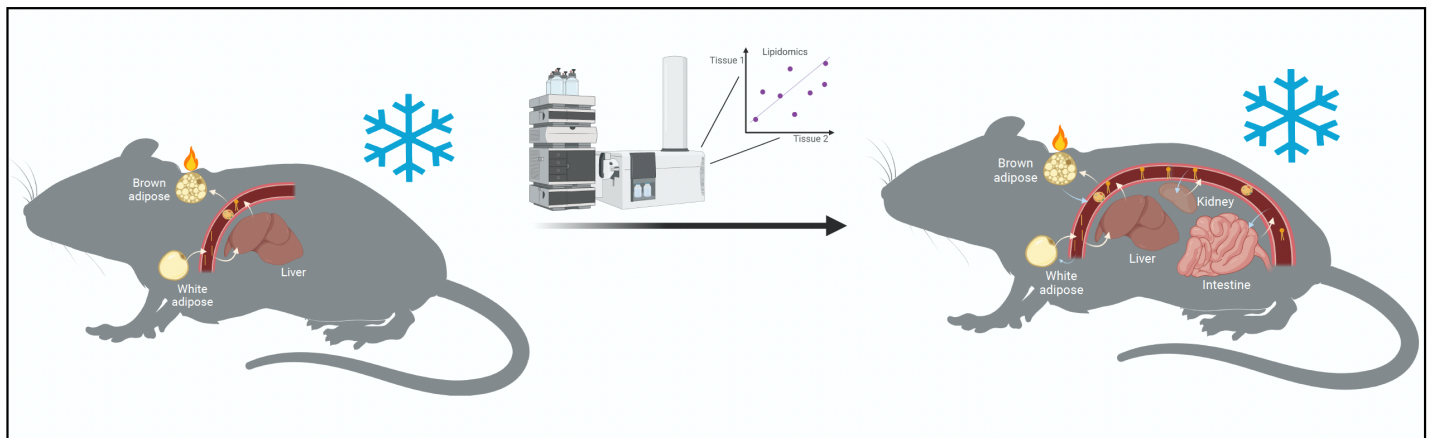 Brown
adipose
White
adipose
Liver
Lipidomics
Tissue 1
Tissue 2
Brown
adipose
Kidney
White
adipose
Liver
Intestine